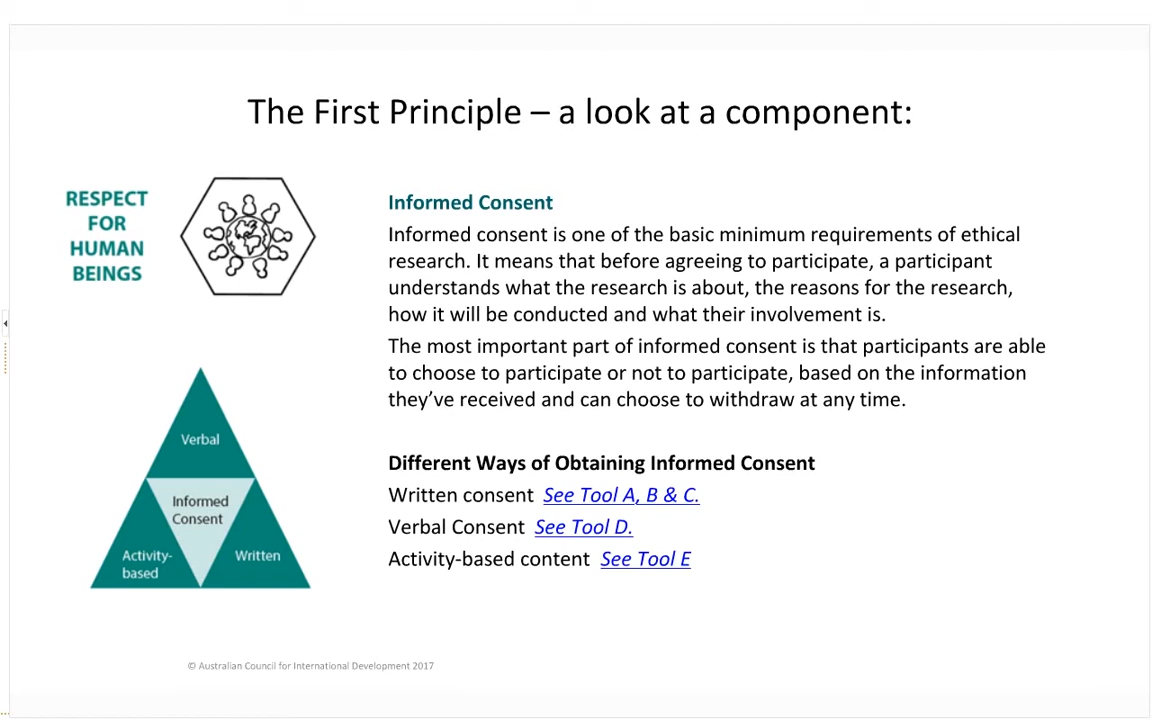 The First Principle – a look at a component:
RESPECT
FOR
HUMAN
BEINGS
Informed Consent
Informed consent is one of the basic minimum requirements of ethical
research. It means that before agreeing to participate, a participant
understands what the research is about, the reasons for the research,
how it will be conducted and what their involvement is.
The most important part of informed consent is that participants are able
to choose to participate or not to participate, based on the information
they’ve received and can choose to withdraw at any time.
Verbal
Informed
Consent
Activity-
based
Written
Different Ways of Obtaining Informed Consent
Written consent See Tool A, B & C.
Verbal Consent See Tool D.
Activity-based content See Tool E
© Australian Council for International Development 2017